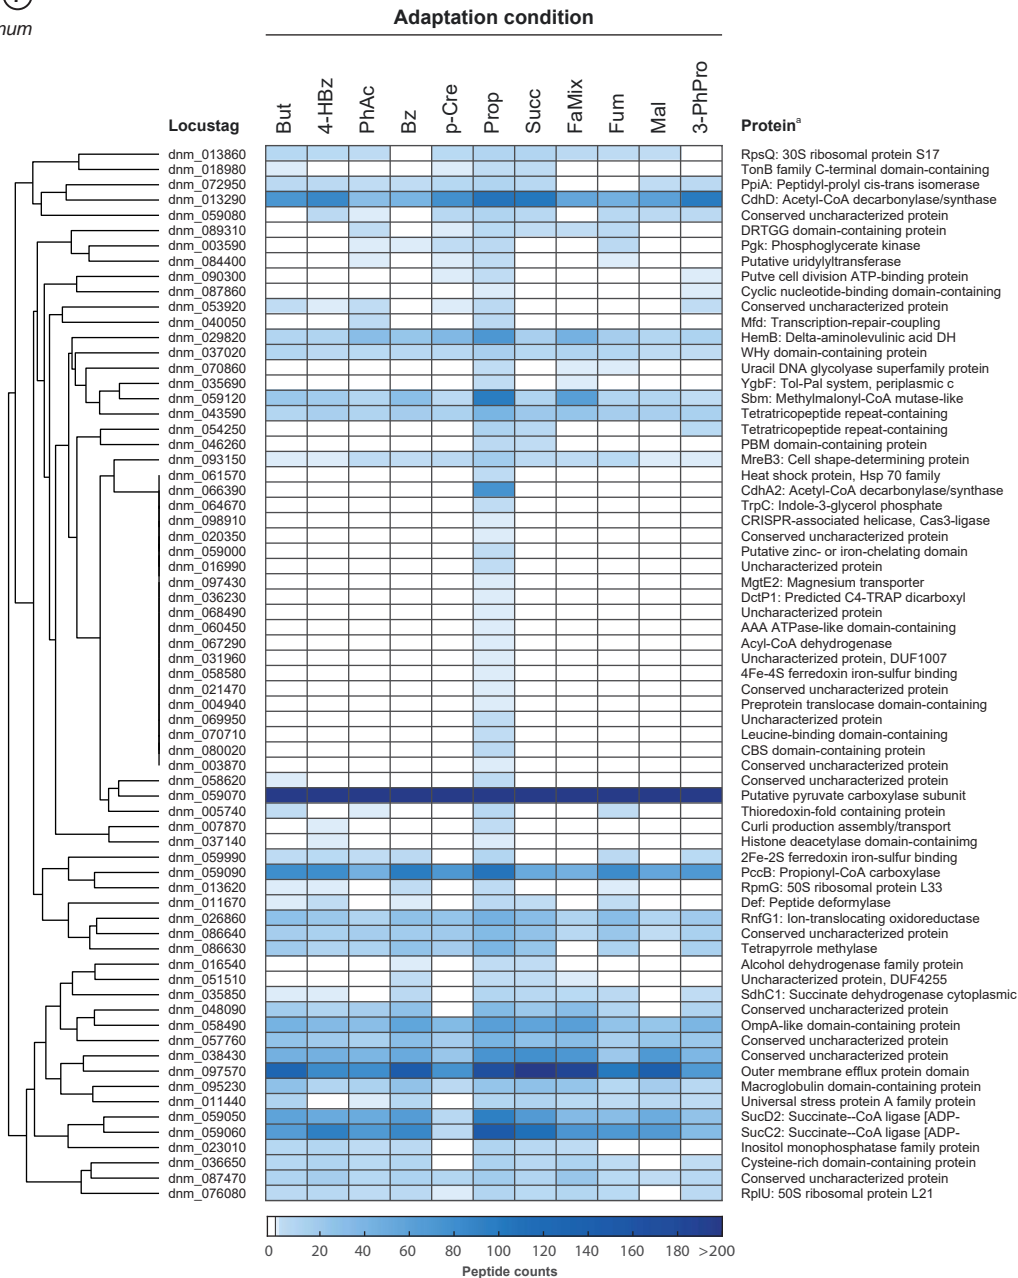 Adaptation condition
num
Locustag But 4-HBz PhAc Bz p-Cre Prop Succ FaMix Fum Mal 3-PhPro Proteinᵃ
dnm_013860 RpsQ: 30S ribosomal protein S17
dnm_018980 TonB family C-terminal domain-containing
dnm_072950 PpiA: Peptidyl-prolyl cis-trans isomerase
dnm_013290 CdhD: Acetyl-CoA decarbonylase/synthase
dnm_059080 Conserved uncharacterized protein
dnm_089310 DRTGG domain-containing protein
dnm_003590 Pgk: Phosphoglycerate kinase
dnm_084400 Putative uridylyltransferase
dnm_090300 Putve cell division ATP-binding protein
dnm_087860 Cyclic nucleotide-binding domain-containing
dnm_053920 Conserved uncharacterized protein
dnm_040050 Mfd: Transcription-repair-coupling
dnm_029820 HemB: Delta-aminolevulinic acid DH
dnm_037020 WHy domain-containing protein
dnm_070860 Uracil DNA glycolyase superfamily protein
dnm_035690 YgbF: Tol-Pal system, periplasmic c
dnm_059120 Sbm: Methylmalonyl-CoA mutase-like
dnm_043590 Tetratricopeptide repeat-containing
dnm_054250 Tetratricopeptide repeat-containing
dnm_046260 PBM domain-containing protein
dnm_093150 MreB3: Cell shape-determining protein
dnm_061570 Heat shock protein, Hsp 70 family
dnm_066390 CdhA2: Acetyl-CoA decarbonylase/synthase
dnm_064670 TrpC: Indole-3-glycerol phosphate
dnm_098910 CRISPR-associated helicase, Cas3-ligase
dnm_020350 Conserved uncharacterized protein
dnm_059000 Putative zinc- or iron-chelating domain
dnm_016990 Uncharacterized protein
dnm_097430 MgtE2: Magnesium transporter
dnm_036230 DctP1: Predicted C4-TRAP dicarboxyl
dnm_068490 Uncharacterized protein
dnm_060450 AAA ATPase-like domain-containing
dnm_067290 Acyl-CoA dehydrogenase
dnm_031960 Uncharacterized protein, DUF1007
dnm_058580 4Fe-4S ferredoxin iron-sulfur binding
dnm_021470 Conserved uncharacterized protein
dnm_004940 Preprotein translocase domain-containing
dnm_069950 Uncharacterized protein
dnm_070710 Leucine-binding domain-containing
dnm_080020 CBS domain-containing protein
dnm_003870 Conserved uncharacterized protein
dnm_058620 Conserved uncharacterized protein
dnm_059070 Putative pyruvate carboxylase subunit
dnm_005740 Thioredoxin-fold containing protein
dnm_007870 Curli production assembly/transport
dnm_037140 Histone deacetylase domain-containimg
dnm_059990 2Fe-2S ferredoxin iron-sulfur binding
dnm_059090 PccB: Propionyl-CoA carboxylase
dnm_013620 RpmG: 50S ribosomal protein L33
dnm_011670 Def: Peptide deformylase
dnm_026860 RnfG1: Ion-translocating oxidoreductase
dnm_086640 Conserved uncharacterized protein
dnm_086630 Tetrapyrrole methylase
dnm_016540 Alcohol dehydrogenase family protein
dnm_051510 Uncharacterized protein, DUF4255
dnm_035850 SdhC1: Succinate dehydrogenase cytoplasmic
dnm_048090 Conserved uncharacterized protein
dnm_058490 OmpA-like domain-containing protein
dnm_057760 Conserved uncharacterized protein
dnm_038430 Conserved uncharacterized protein
dnm_097570 Outer membrane efflux protein domain
dnm_095230 Macroglobulin domain-containing protein
dnm_011440 Universal stress protein A family protein
dnm_059050 SucD2: Succinate--CoA ligase [ADP-
dnm_059060 SucC2: Succinate--CoA ligase [ADP-
dnm_023010 Inositol monophosphatase family protein
dnm_036650 Cysteine-rich domain-containing protein
dnm_087470 Conserved uncharacterized protein
dnm_076080 RplU: 50S ribosomal protein L21
0 20 40 60 80 100 120 140 160 180 >200
Peptide counts